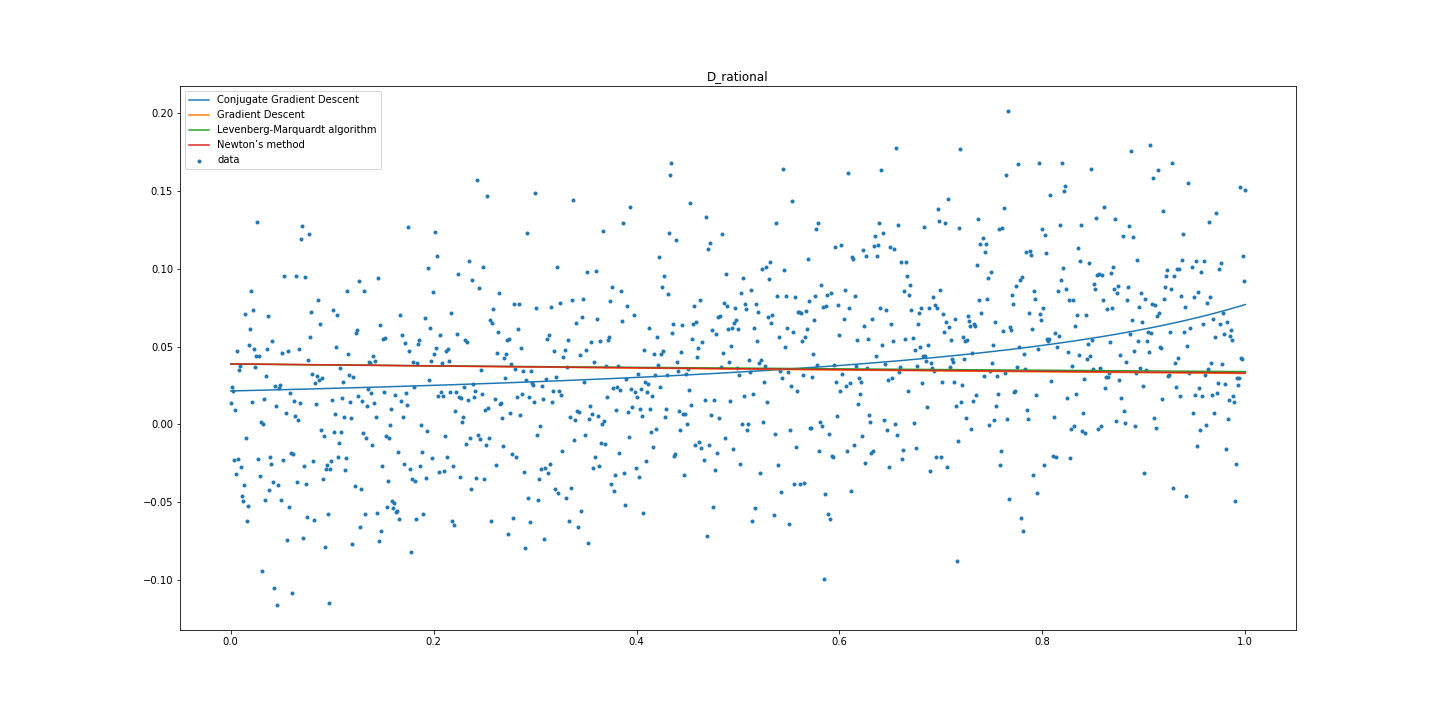 D_rational
Conjugate Gradient Descent
Gradient Descent
Levenberg-Marquardt algorithm
Newton’s method
data
0.20
0.15
0.10
0.05
0.00
−0.05
−0.10
0.0 0.2 0.4 0.6 0.8 1.0